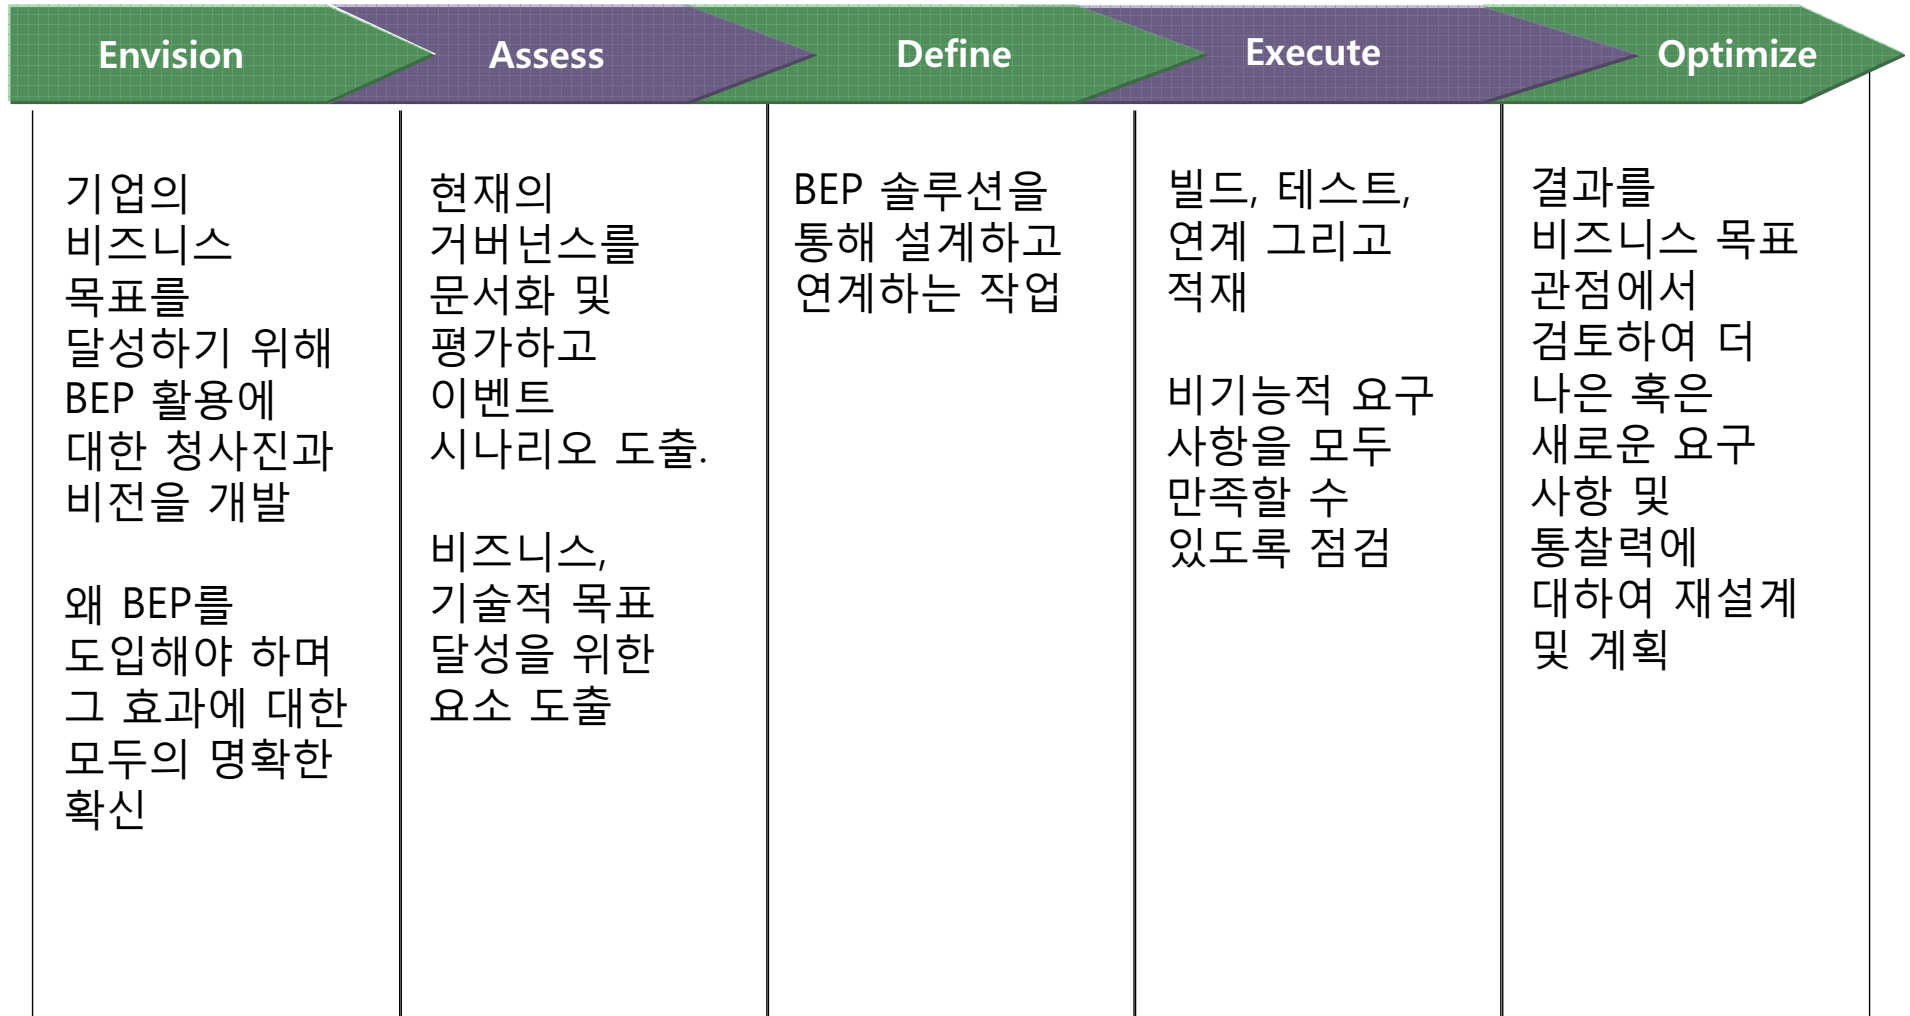 Envision
Assess
Define
Execute
Optimize
기업의
비즈니스
목표를
달성하기 위해
BEP 활용에
대한 청사진과
비전을 개발
왜 BEP를
도입해야 하며
그 효과에 대한
모두의 명확한
확신
현재의
거버넌스를
문서화 및
평가하고
이벤트
시나리오 도출.
비즈니스,
기술적 목표
달성을 위한
요소 도출
BEP 솔루션을
통해 설계하고
연계하는 작업
빌드, 테스트,
연계 그리고
적재
비기능적 요구
사항을 모두
만족할 수
있도록 점검
결과를
비즈니스 목표
관점에서
검토하여 더
나은 혹은
새로운 요구
사항 및
통찰력에
대하여 재설계
및 계획